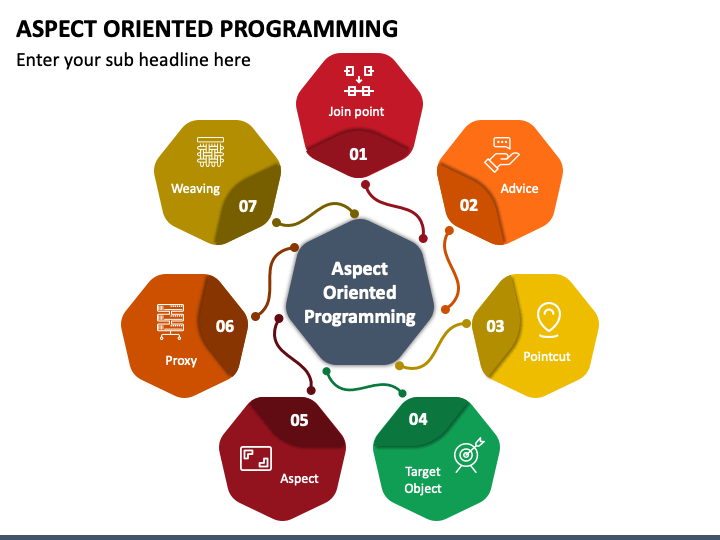 ASPECT ORIENTED PROGRAMMING
Enter your sub headline here
Join point
01
Advice
02
03
Pointcut
04
Target
Object
05
Aspect
06
Proxy
Weaving
07
Aspect
Oriented
Programming